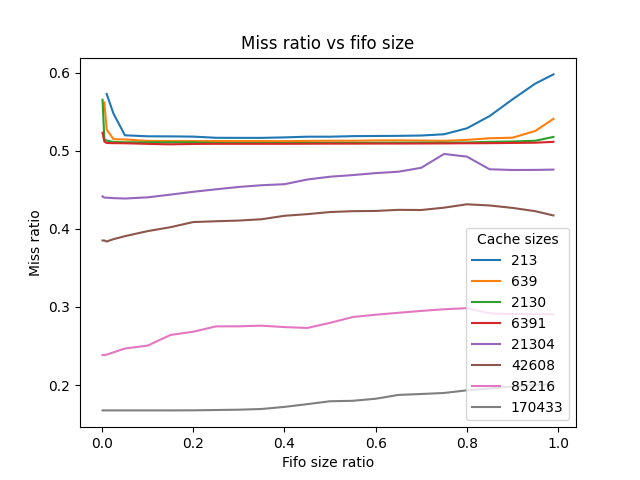 Miss ratio vs fifo size
0.6
0.5
0.4
0.3
0.2
Miss ratio
Cache sizes
213
639
2130
6391
21304
42608
85216
170433
0.0 0.2 0.4 0.6 0.8 1.0
Fifo size ratio